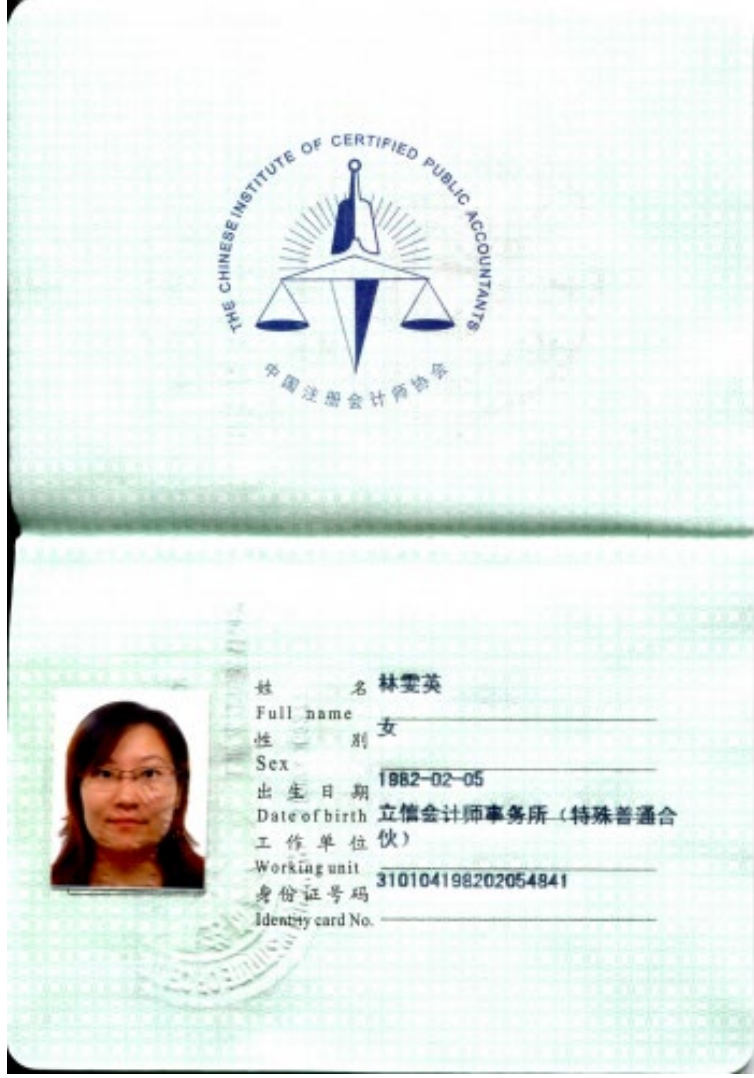 THE CHINESE INSTITUTE OF CERTIFIED PUBLIC ACCOUNTANTS
中国注册会计师协会
姓 名 林雯英
Full name
性 别 女
Sex
出生日期 1982-02-05
Date of birth
工作单位 立信会计师事务所（特殊普通合
伙）
Working unit
身份证号码 310104198202054841
Identity card No.